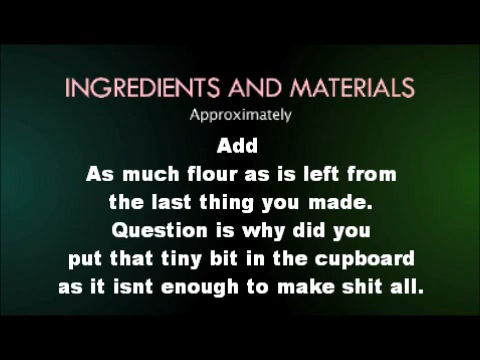 INGREDIENTS AND MATERIALS
Approximately
Add
As much flour as is left from
the last thing you made.
Question is why did you
put that tiny bit in the cupboard
as it isnt enough to make shit all.